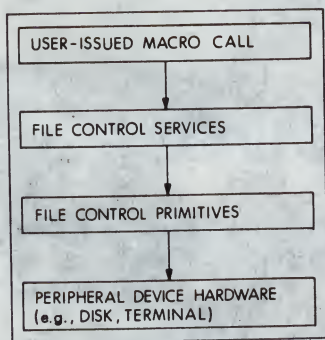 USER-ISSUED MACRO CALL
FILE CONTROL SERVICES
FILE CONTROL PRIMITIVES
PERIPHERAL DEVICE HARDWARE
(e.g., DISK, TERMINAL)